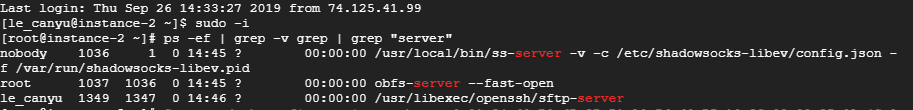 Last login: Thu Sep 26 14:33:27 2019 from 74.125.41.99
[le_canyu@instance-2 ~]$ sudo -i
[root@instance-2 ~]# ps -ef | grep -v grep | grep "server"
nobody    1036     1  0 14:45 ?        00:00:00 /usr/local/bin/ss-server -v -c /etc/shadowsocks-libev/config.json -
f /var/run/shadowsocks-libev.pid
root      1037  1036  0 14:45 ?        00:00:00 obfs-server --fast-open
le_canyu  1349  1347  0 14:46 ?        00:00:00 /usr/libexec/openssh/sftp-server